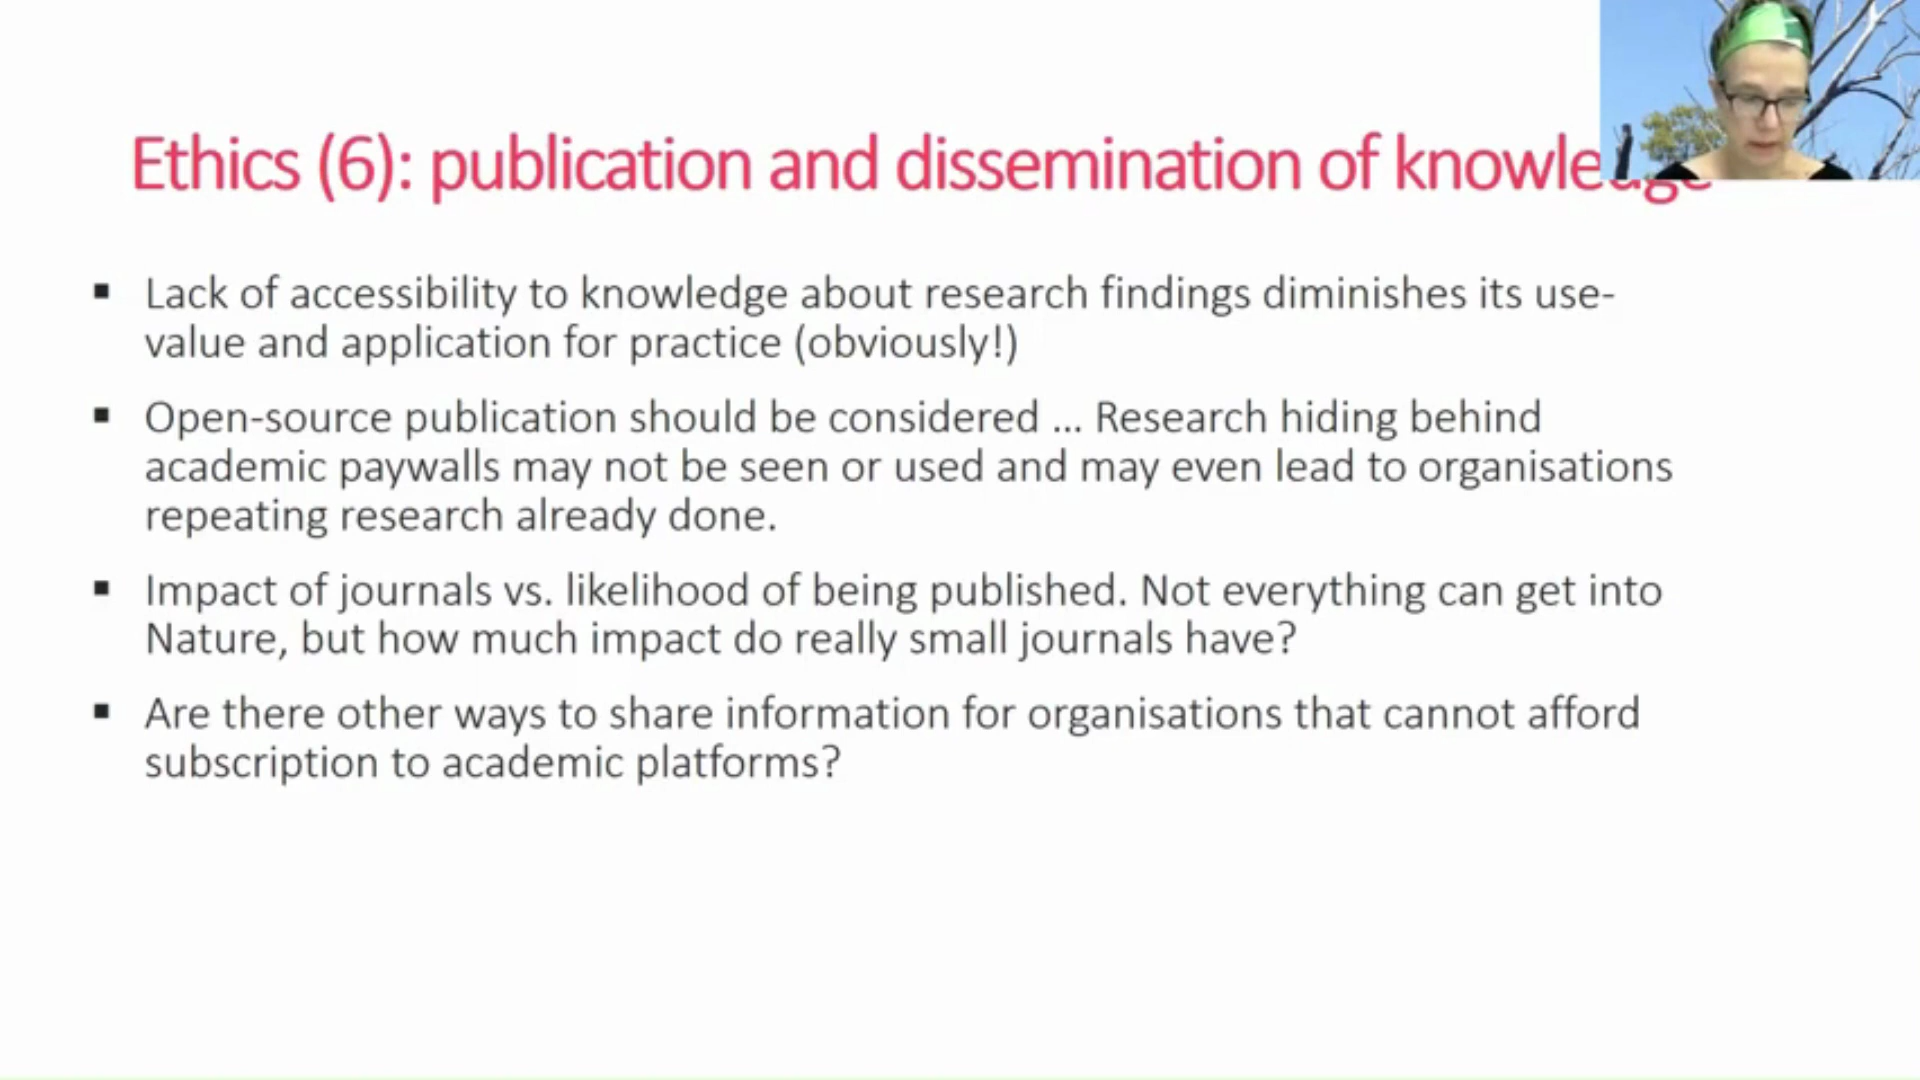 Ethics (6): publication and dissemination of knowledge
▪ Lack of accessibility to knowledge about research findings diminishes its use-
value and application for practice (obviously!)
▪ Open-source publication should be considered ... Research hiding behind
academic paywalls may not be seen or used and may even lead to organisations
repeating research already done.
▪ Impact of journals vs. likelihood of being published. Not everything can get into
Nature, but how much impact do really small journals have?
▪ Are there other ways to share information for organisations that cannot afford
subscription to academic platforms?